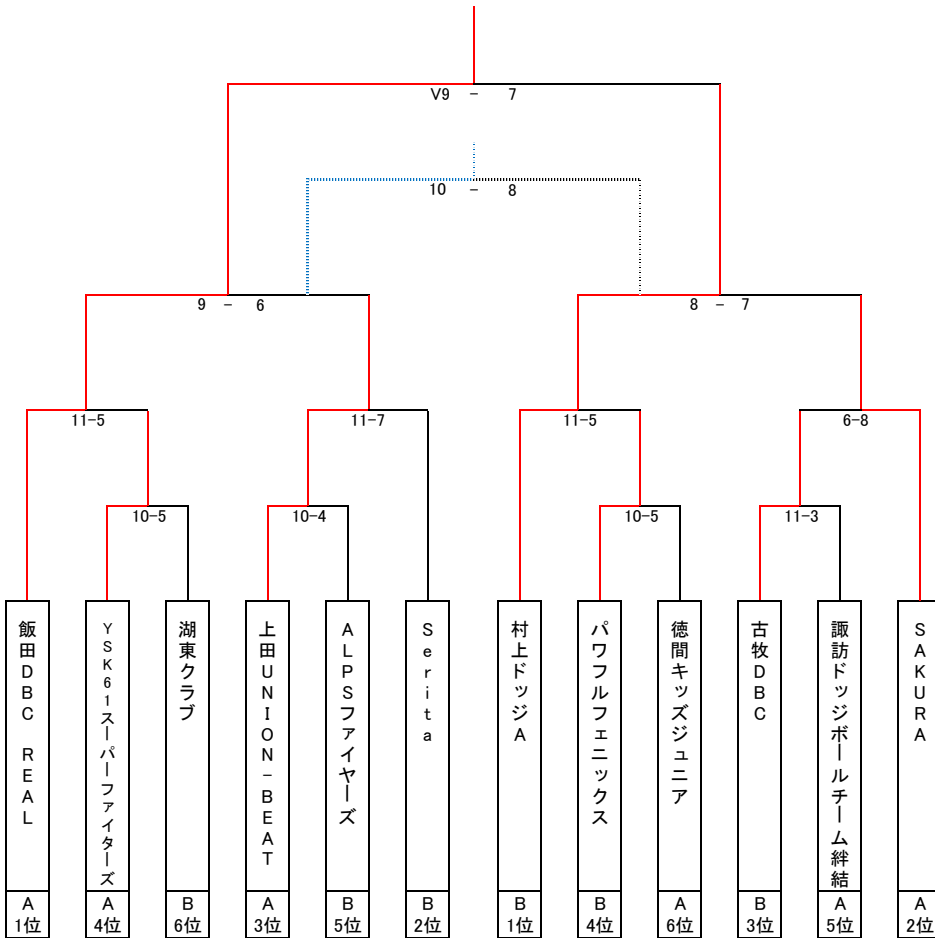 V9 - 7
10 - 8
9 - 6
8 - 7
11-5
11-7
11-5
6-8
10-5
10-4
10-5
11-3
飯田DBC REAL
YSK61スーパーファイターズ
湖東クラブ
上田UNION-BEAT
ALPSファイヤーズ
Serita
村上ドッジA
パワフルフェニックス
徳間キッズジュニア
古牧DBC
諏訪ドッジボールチーム絆結
SAKURA
A
1位
A
4位
B
6位
A
3位
B
5位
B
2位
B
1位
B
4位
A
6位
B
3位
A
5位
A
2位